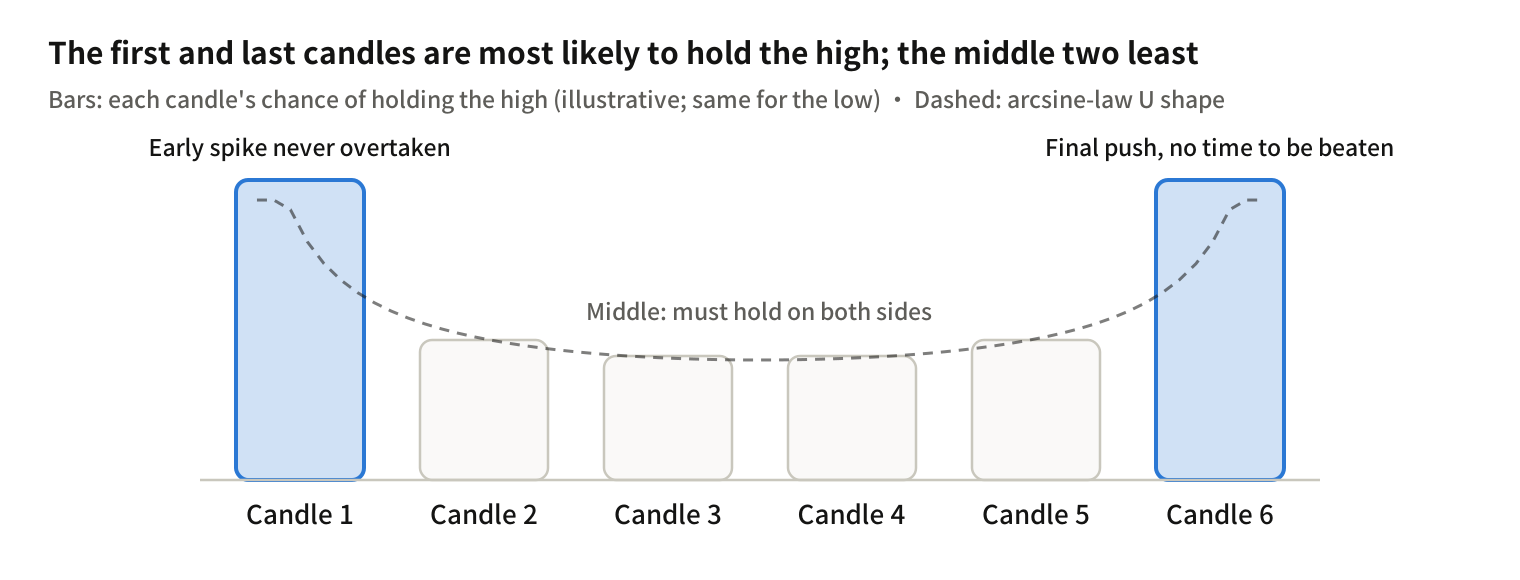 The first and last candles are most likely to hold the high; the middle two least
Bars: each candle's chance of holding the high (illustrative; same for the low) • Dashed: arcsine-law U shape
Early spike never overtaken
Final push, no time to be beaten
Middle: must hold on both sides
Candle 1
Candle 2
Candle 3
Candle 4
Candle 5
Candle 6